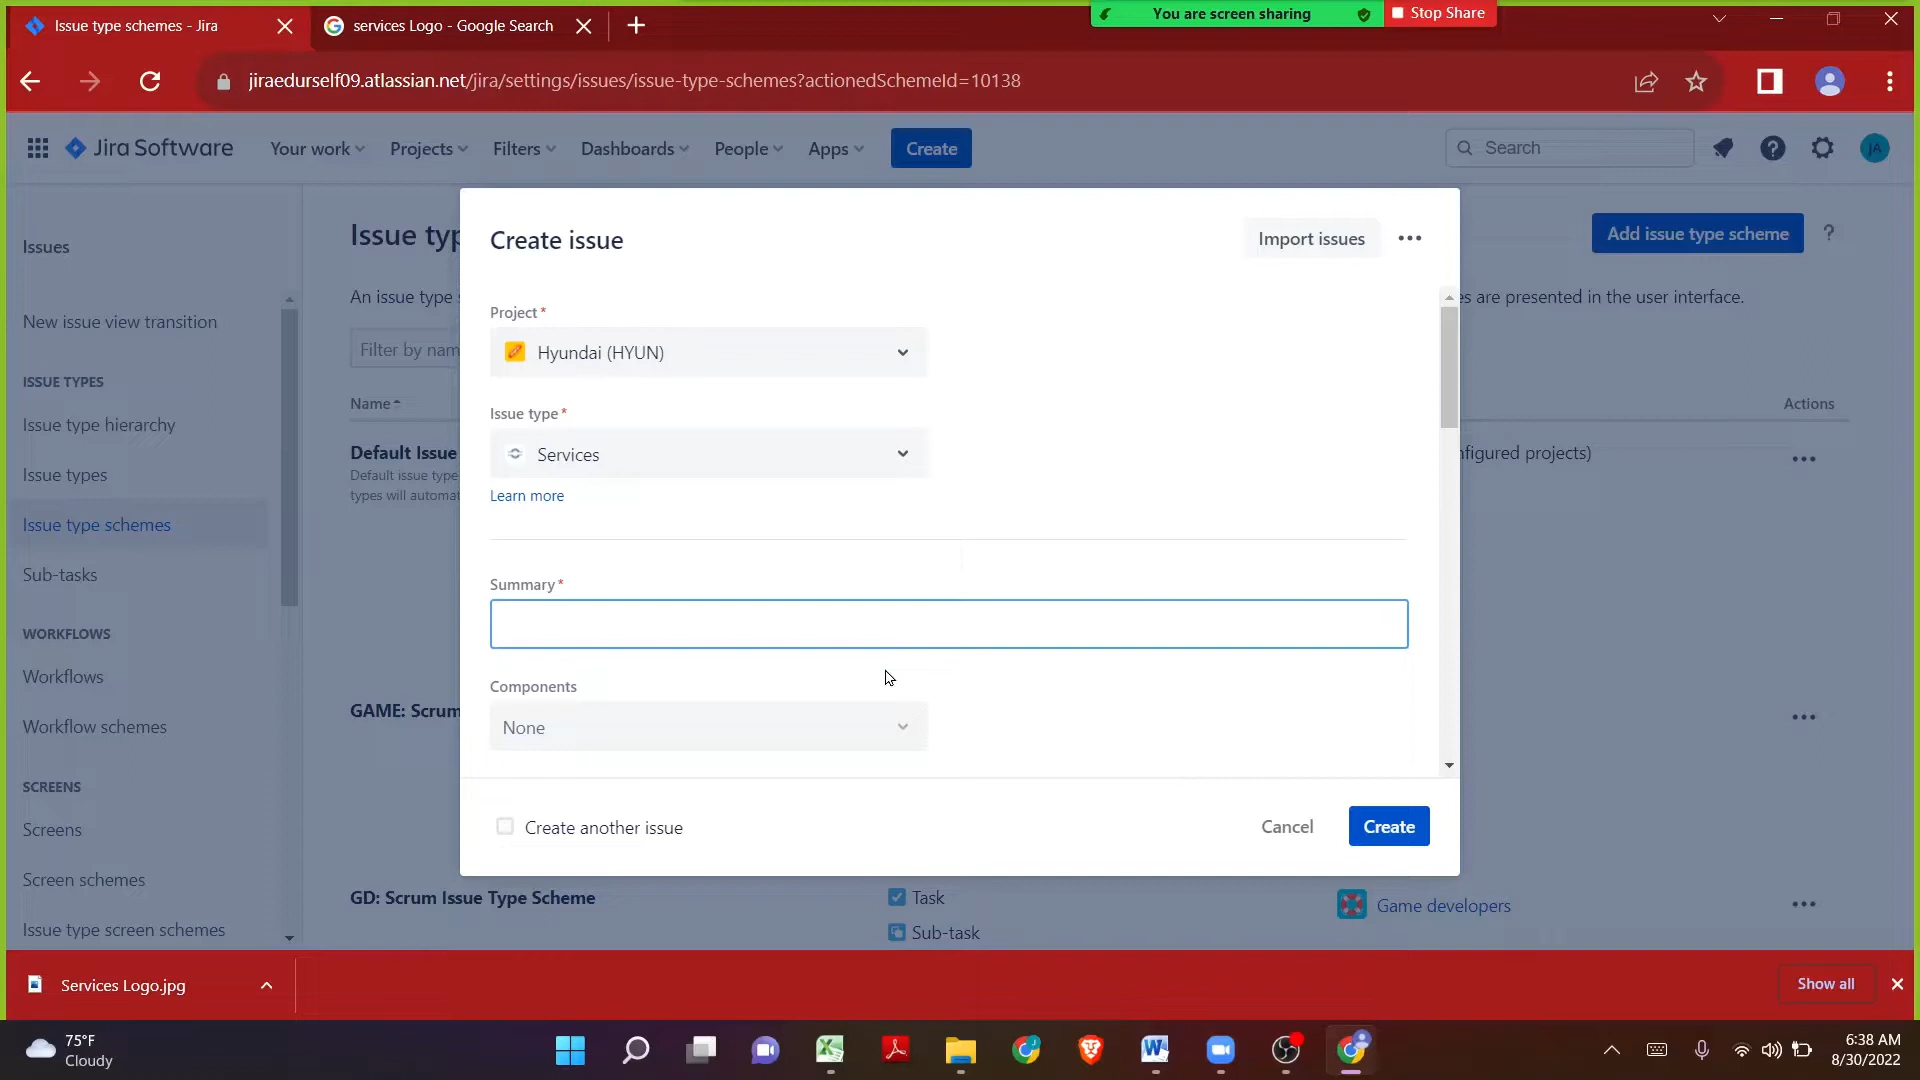 Issue type schemes - Jira
services Logo - Google Search
You are screen sharing
Stop Share
jiraedurself09.atlassian.net/jira/settings/issues/issue-type-schemes?actionedSchemeId=10138
Jira Software
Your work
Projects
Filters
Dashboards
People
Apps
Create
Search
JA
Issues
New issue view transition
ISSUE TYPES
Issue type hierarchy
Issue types
Issue type schemes
Sub-tasks
WORKFLOWS
Workflows
Workflow schemes
SCREENS
Screens
Screen schemes
Issue type screen schemes
Issue typ
Add issue type scheme
?
An issue type
es are presented in the user interface.
Filter by nam
Name
Actions
Default Issue
Default issue type
types will automat
figured projects)
GAME: Scrum
GD: Scrum Issue Type Scheme
Task
Sub-task
Game developers
Create issue
Import issues
Project*
Hyundai (HYUN)
Issue type*
Services
Learn more
Summary*
Components
None
Create another issue
Cancel
Create
Services Logo.jpg
Show all
75°F
Cloudy
6:38 AM
8/30/2022